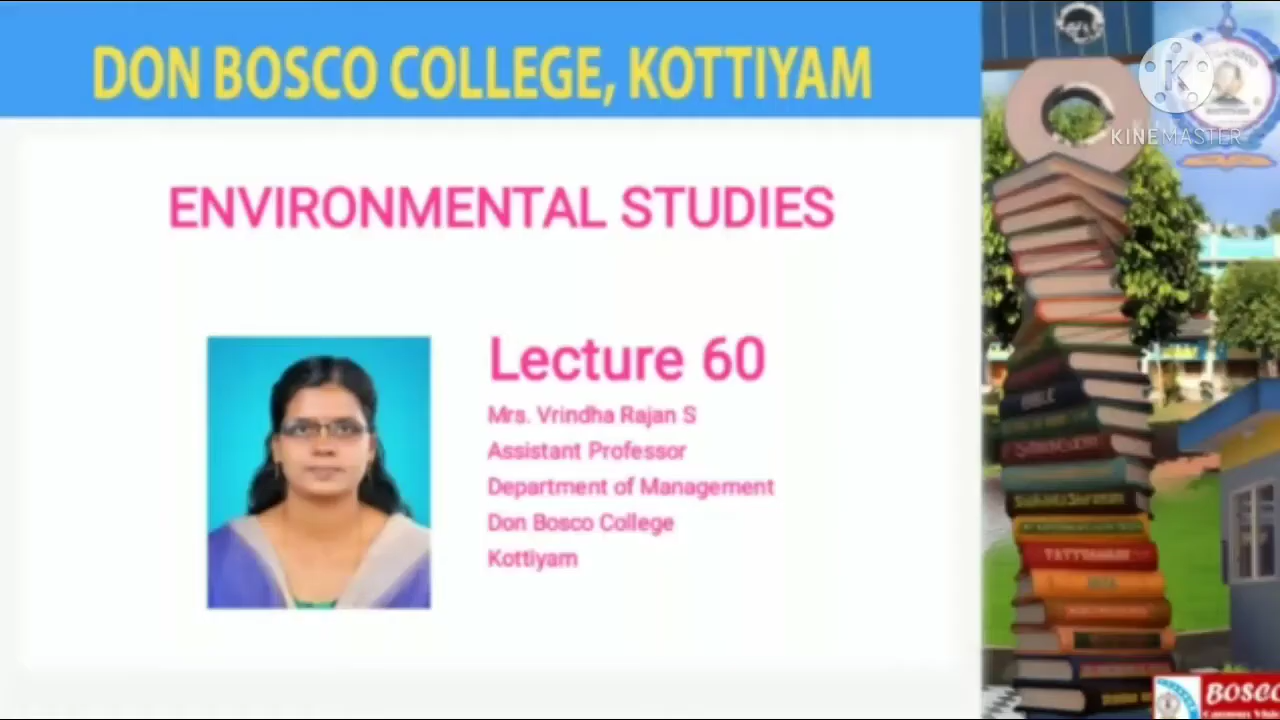 DON BOSCO COLLEGE, KOTTIYAM
KINEMASTER
ENVIRONMENTAL STUDIES
Lecture 60
Mrs. Vrindha Rajan S
Assistant Professor
Department of Management
Don Bosco College
Kottiyam
BOSCO